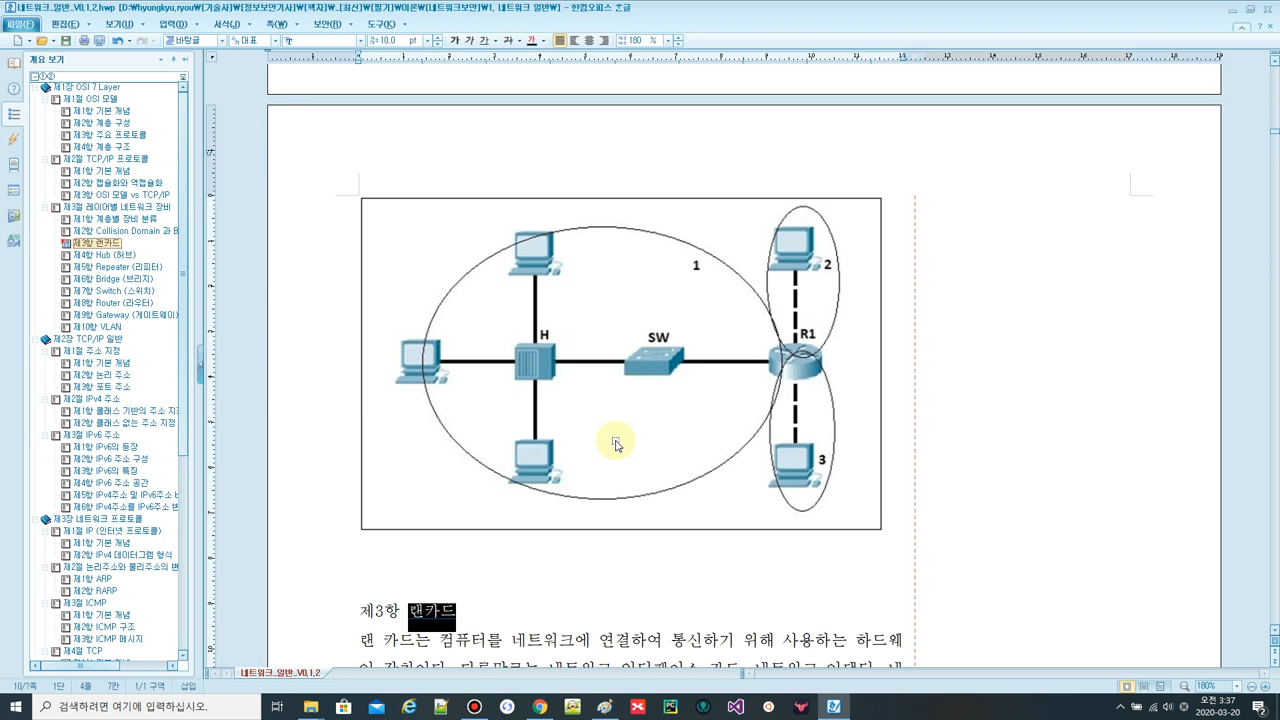 네트워크_일반_V0,1,2.hwp [D:₩hyungkyu,ryou₩[기술사]₩[정보보안기사]₩[책자]₩_[최신]₩[필기]₩이론₩[네트워크보안]₩1, 네트워크 일반₩] - 한컴오피스 한글
파일(F) 편집(E) 보기(U) 입력(D) 서식(J) 쪽(W) 보안(B) 도구(K)
바탕글 대표 10.0 pt 가 가 가 가 가 180 %
개요 보기
제1장 OSI 7 Layer
제1절 OSI 모델
제1항 기본 개념
제2항 계층 구성
제3항 주요 프로토콜
제4항 계층 구조
제2절 TCP/IP 프로토콜
제1항 기본 개념
제2항 캡슐화와 역캡슐화
제3항 OSI 모델 vs TCP/IP
제3절 레이어별 네트워크 장비
제1항 계층별 장비 분류
제2항 Collision Domain 과 B
제3항 랜카드
제4항 Hub (허브)
제5항 Repeater (리피터)
제6항 Bridge (브리지)
제7항 Switch (스위치)
제8항 Router (라우터)
제9항 Gateway (게이트웨이)
제10항 VLAN
제2장 TCP/IP 일반
제1절 주소 지정
제1항 기본 개념
제2항 논리 주소
제3항 포트 주소
제2절 IPv4 주소
제1항 클래스 기반의 주소 지정
제2항 클래스 없는 주소 지정
제3절 IPv6 주소
제1항 IPv6의 등장
제2항 IPv6 주소 구성
제3항 IPv6의 특징
제4항 IPv6 주소 공간
제5항 IPv4주소 및 IPv6주소 비
제6항 IPv4주소를 IPv6주소 변
제3장 네트워크 프로토콜
제1절 IP (인터넷 프로토콜)
제1항 기본 개념
제2항 IPv4 데이터그램 형식
제2절 논리주소와 물리주소의 변
제1항 ARP
제2항 RARP
제3절 ICMP
제1항 기본 개념
제2항 ICMP 구조
제3항 ICMP 메시지
제4절 TCP
1
2
H
SW
R1
3
제3항 랜카드
랜 카드는 컴퓨터를 네트워크에 연결하여 통신하기 위해 사용하는 하드웨
네트워크_일반_V0,1,2
10/?쪽 1단 4줄 7칸 1/1 구역 삽입 180%
검색하려면 여기에 입력하십시오.
오후 3:37
2020-03-20